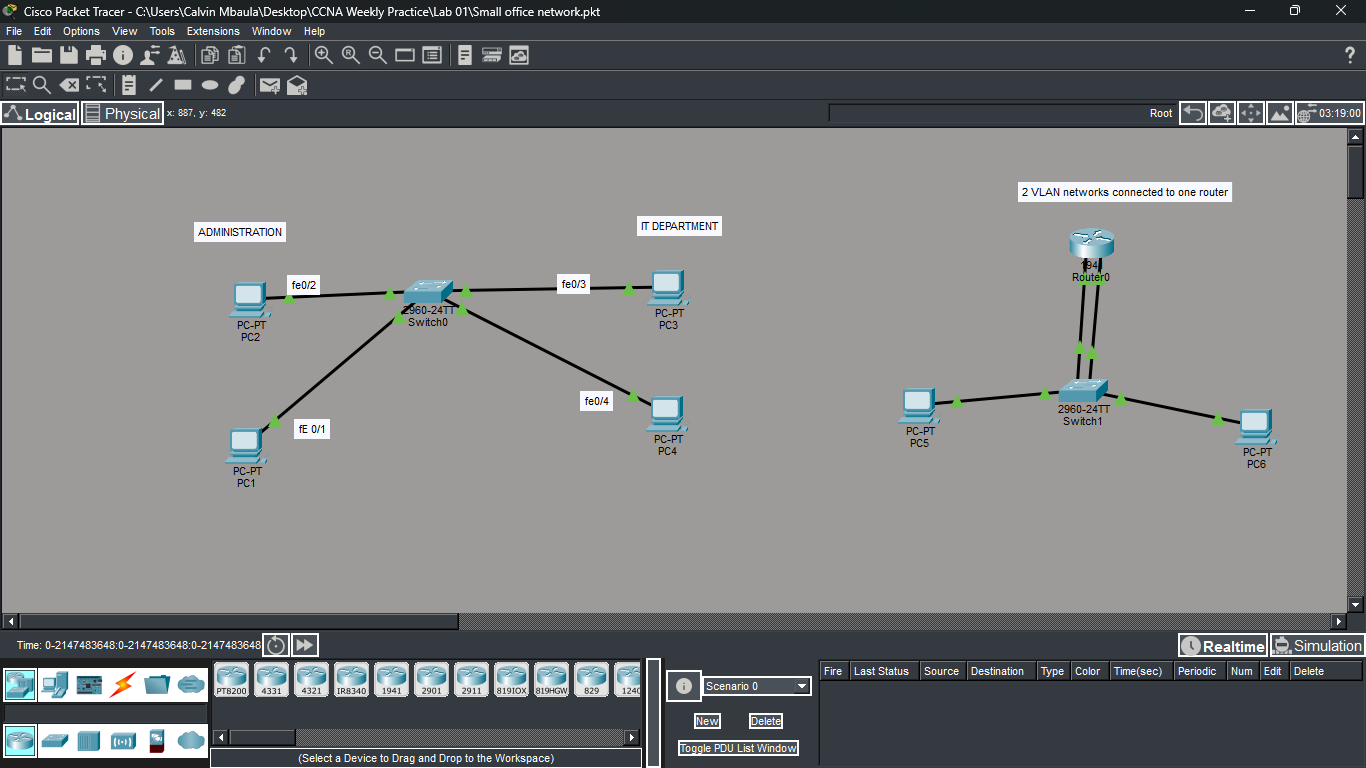 Cisco Packet Tracer - C:\Users\Calvin Mbaula\Desktop\CCNA Weekly Practice\Lab 01\Small office network.pkt
File Edit Options View Tools Extensions Window Help
?
Logical Physical x: 887, y: 482 Root 03:19:00
2 VLAN networks connected to one router
ADMINISTRATION
IT DEPARTMENT
fe0/2
fe0/3
2960-24TT
Switch0
PC-PT
PC2
PC-PT
PC3
1941
Router0
fE 0/1
fe0/4
PC-PT
PC1
PC-PT
PC4
2960-24TT
Switch1
PC-PT
PC5
PC-PT
PC6
Time: 0-2147483648:0-2147483648:0-2147483648
Realtime Simulation
PT8200 4331 4321 IR8340 1941 2901 2911 819IOX 819HGW 829 1240
(Select a Device to Drag and Drop to the Workspace)
Scenario 0
New Delete
Toggle PDU List Window
Fire Last Status Source Destination Type Color Time(sec) Periodic Num Edit Delete